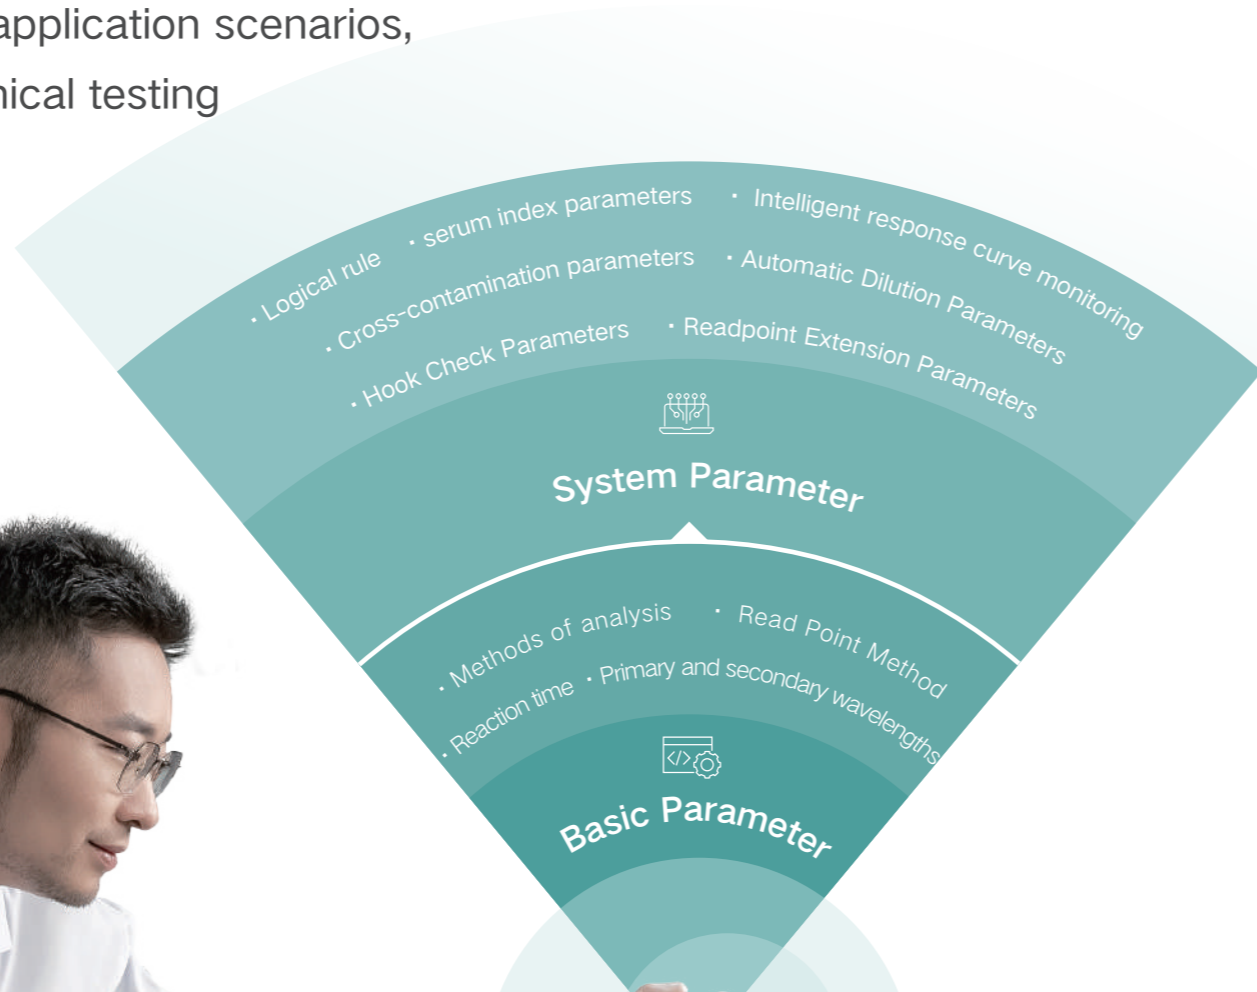 application scenarios,
nical testing
· Logical rule · serum index parameters · Intelligent response curve monitoring
· Cross-contamination parameters · Automatic Dilution Parameters
· Hook Check Parameters · Readpoint Extension Parameters
System Parameter
· Methods of analysis · Read Point Method
· Reaction time · Primary and secondary wavelengths
</>
Basic Parameter